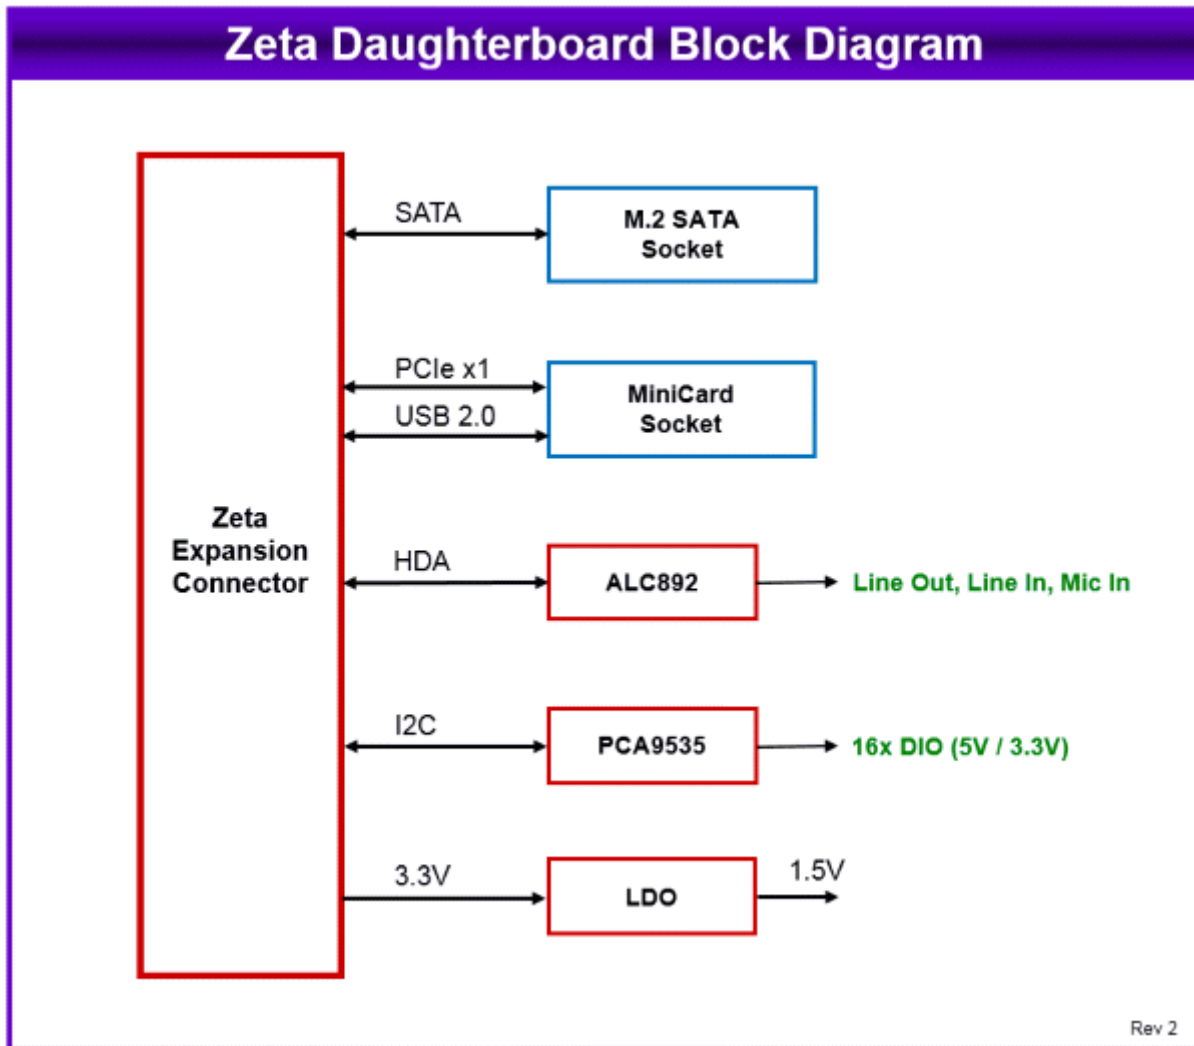 Zeta Daughterboard Block Diagram
SATA
M.2 SATA
Socket
PCIe x1
USB 2.0
MiniCard
Socket
Zeta
Expansion
Connector
HDA
ALC892
Line Out, Line In, Mic In
I2C
PCA9535
16x DIO (5V / 3.3V)
3.3V
LDO
1.5V
Rev 2